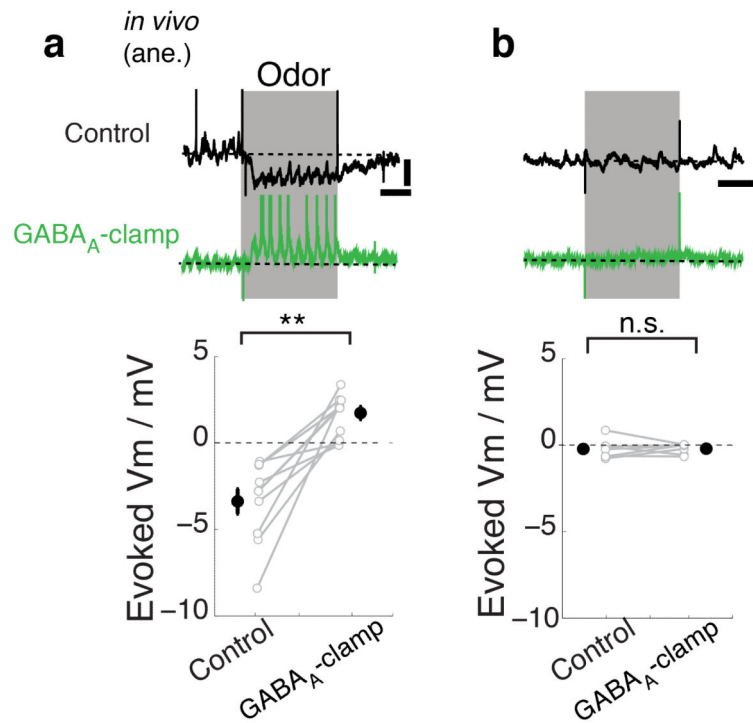 a
in vivo
(ane.)
Odor
Control
GABAA-clamp
**
Evoked Vm / mV
5
0
−5
−10
Control
GABAA-clamp
b
n.s.
Evoked Vm / mV
5
0
−5
−10
Control
GABAA-clamp